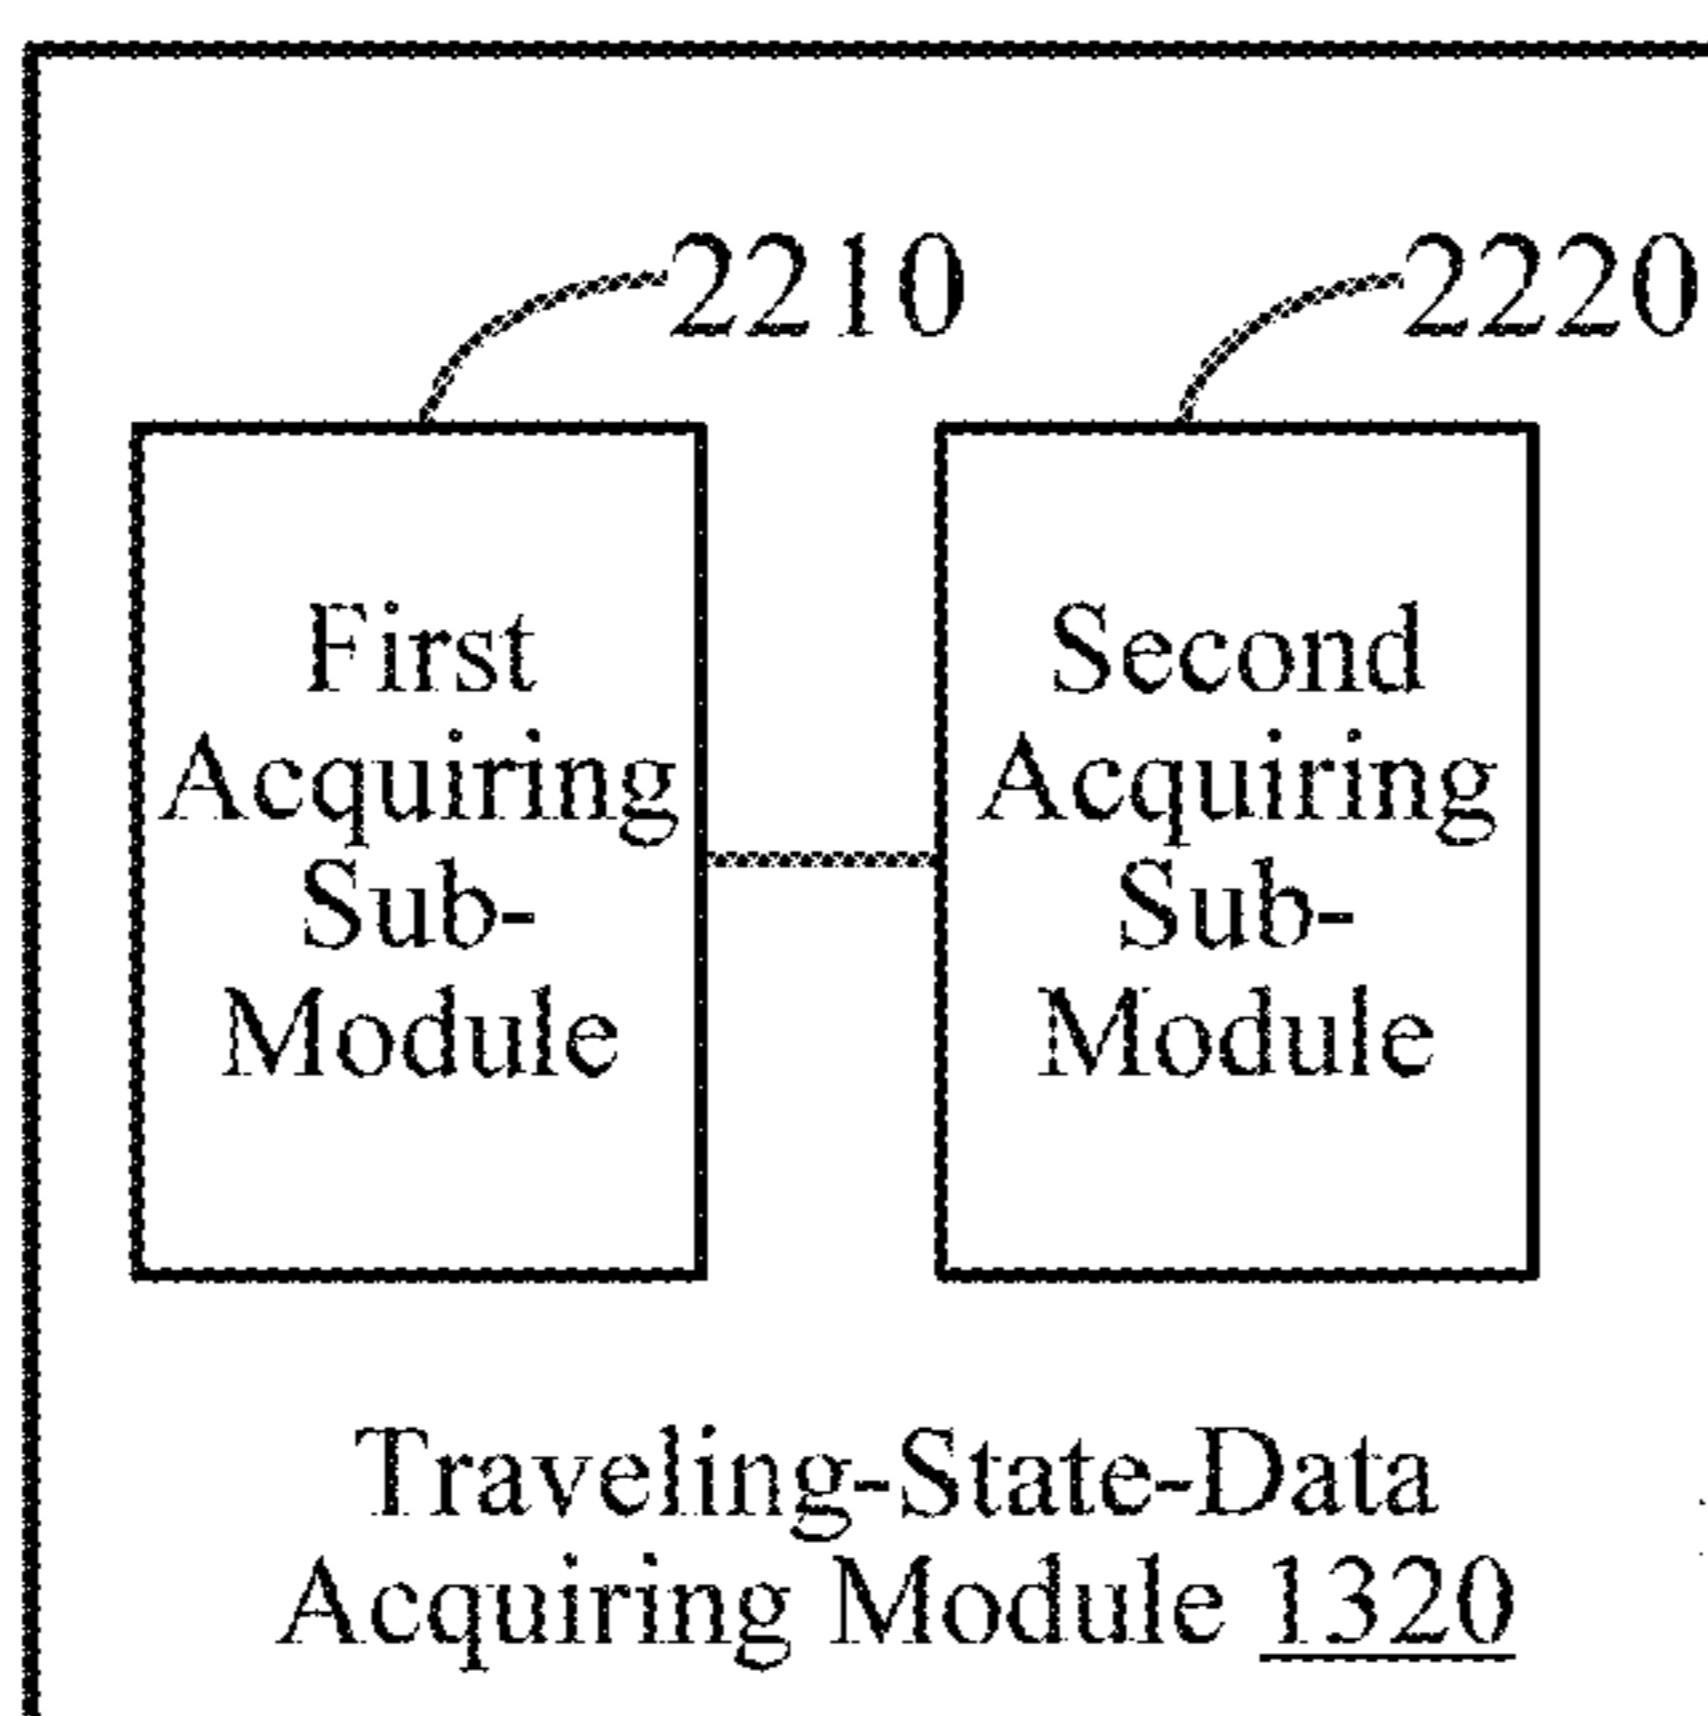 2210
2220
First
Acquiring
Sub-
Module
Second
Acquiring
Sub-
Module
Traveling-State-Data
Acquiring Module 1320